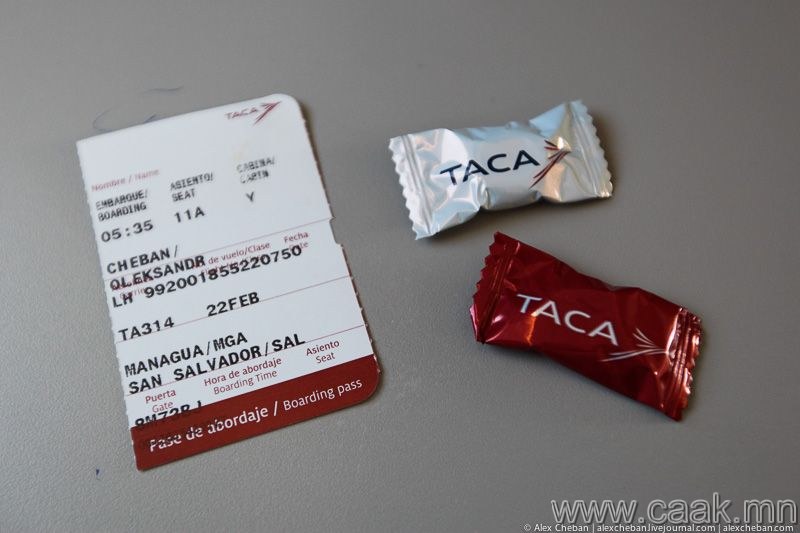 TACA
Nombre / Name
EMBARQUE/ ASIENTO/ CABINA/
BOARDING SEAT CABIN
05:35 11A Y
CHEBAN/
OLEKSANDR
de vuelo/Clase Fecha
LH 992001855220750
TA314 22FEB
MANAGUA/MGA
SAN SALVADOR/SAL
Puerta Hora de abordaje Asiento
Gate Boarding Time Seat
Pase de abordaje / Boarding pass
TACA
TACA
www.caak.mn
© Alex Cheban | alexcheban.livejournal.com | alexcheban.com